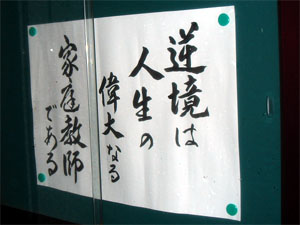 逆境は
人生の
偉大なる
家庭教師
である